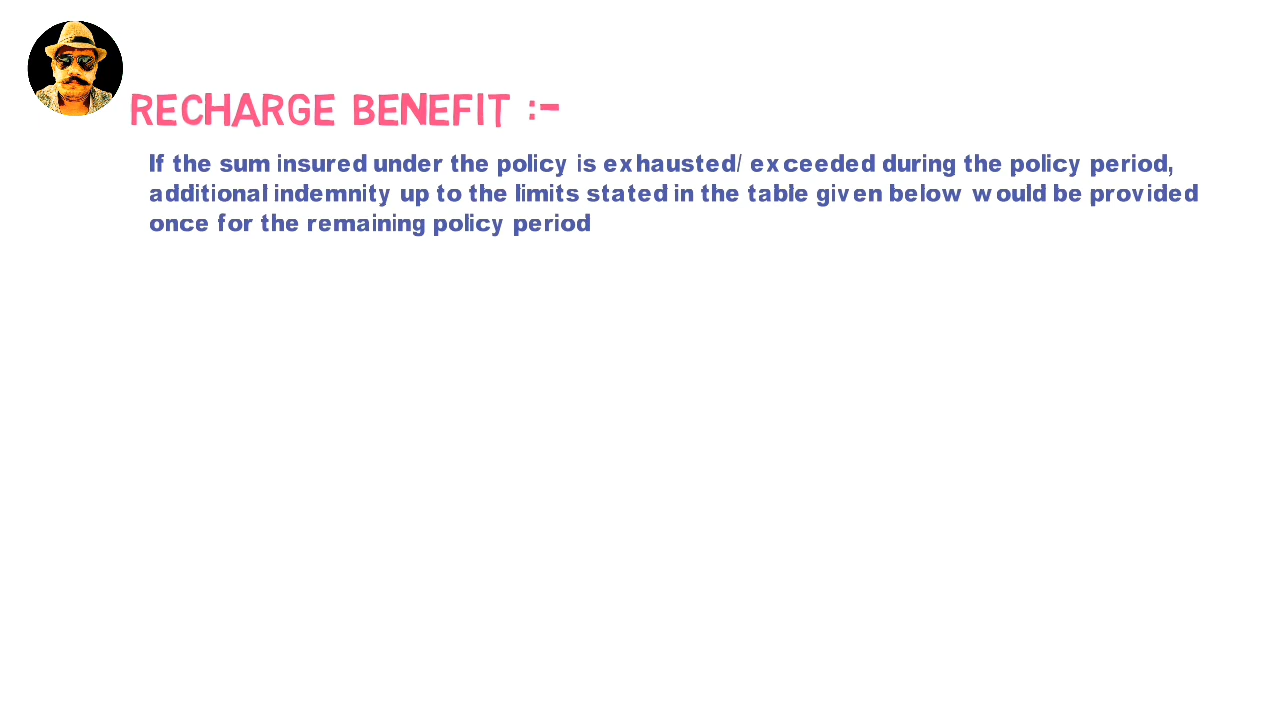 RECHARGE BENEFIT :-
If the sum insured under the policy is exhausted/ exceeded during the policy period,
additional indemnity up to the limits stated in the table given below would be provided
once for the remaining policy period